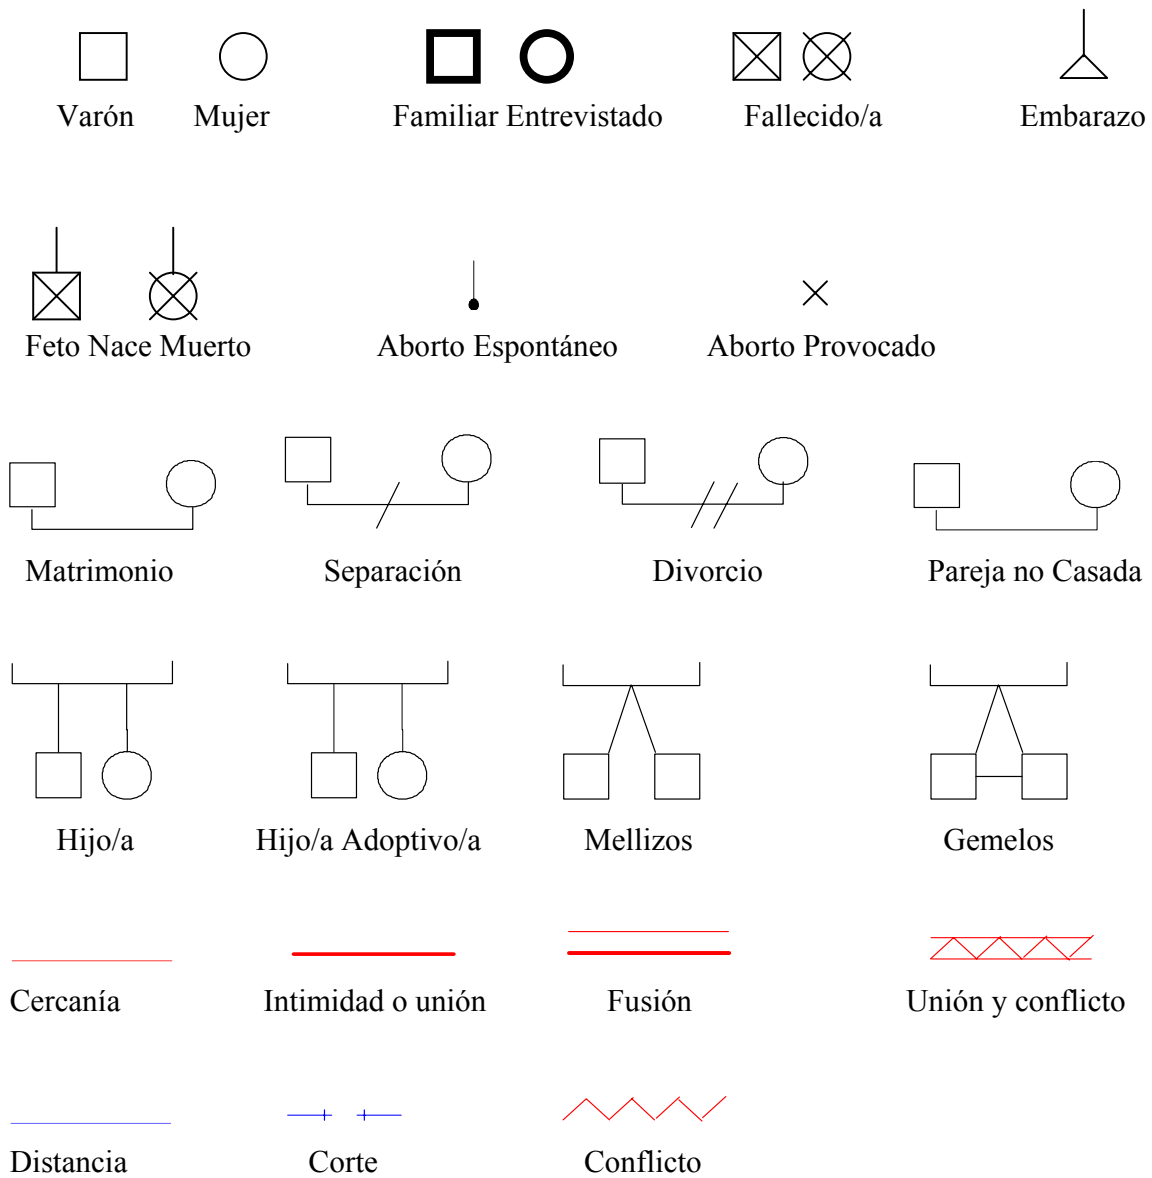 Varón Mujer Familiar Entrevistado Fallecido/a Embarazo
Feto Nace Muerto Aborto Espontáneo Aborto Provocado
Matrimonio Separación Divorcio Pareja no Casada
Hijo/a Hijo/a Adoptivo/a Mellizos Gemelos
Cercanía Intimidad o unión Fusión Unión y conflicto
Distancia Corte Conflicto